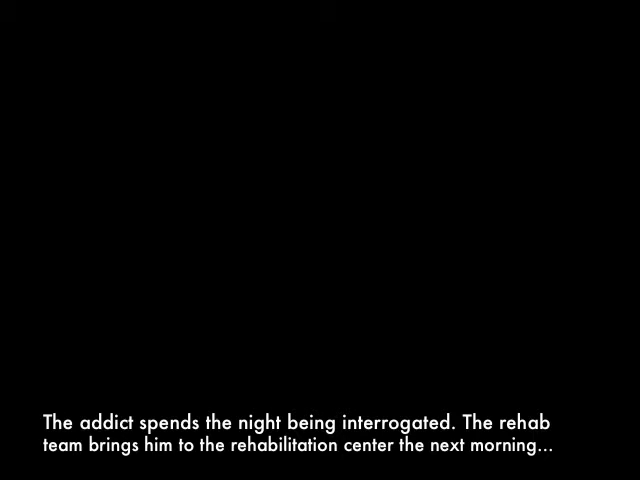 The addict spends the night being interrogated. The rehab
team brings him to the rehabilitation center the next morning...